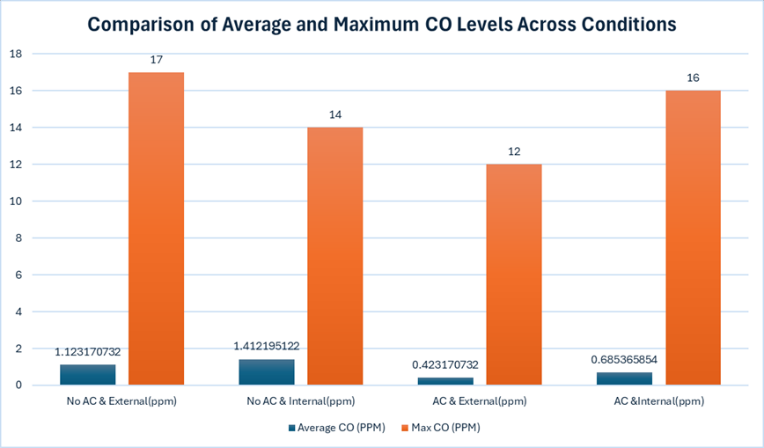 Comparison of Average and Maximum CO Levels Across Conditions
18
16
14
12
10
8
6
4
2
0
17
14
12
16
1.123170732
1.412195122
0.423170732
0.685365854
No AC & External(ppm)
No AC & Internal(ppm)
AC & External(ppm)
AC &Internal(ppm)
Average CO (PPM)
Max CO (PPM)